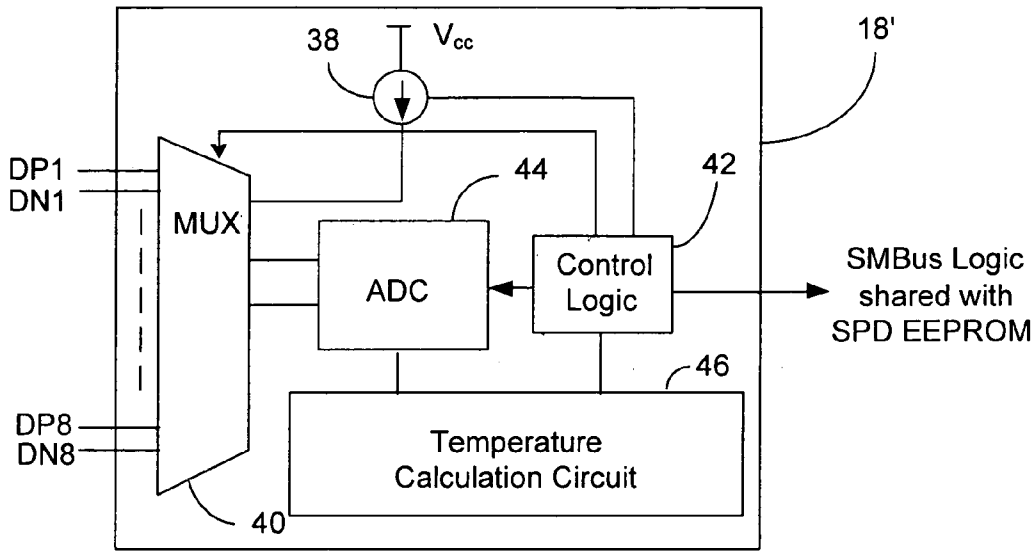 18'
38
Vcc
DP1
DN1
MUX
44
42
ADC
Control
Logic
SMBus Logic
shared with
SPD EEPROM
46
DP8
DN8
Temperature
Calculation Circuit
40